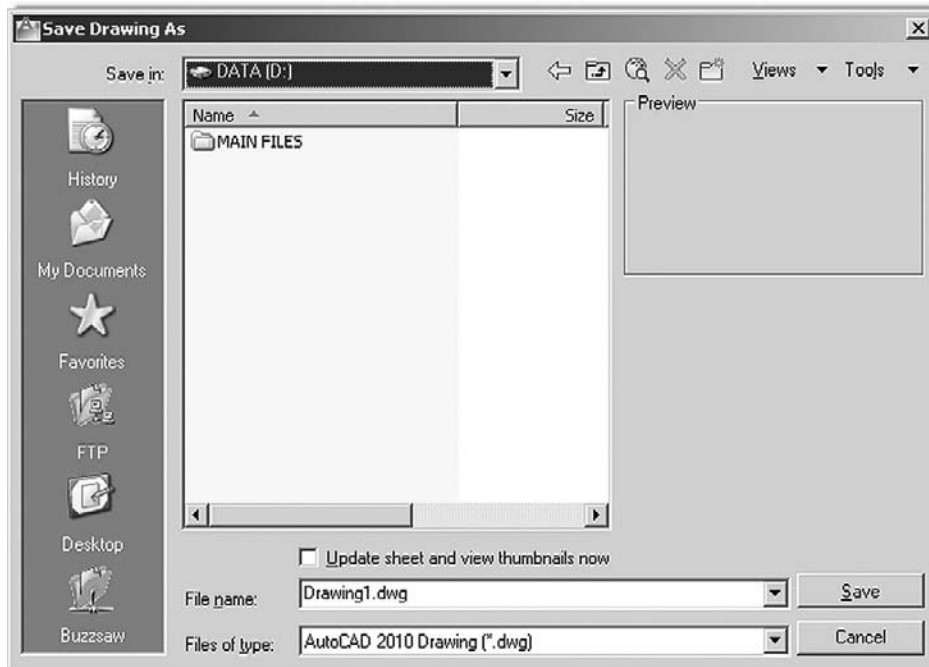 Save Drawing As
Save in:
DATA (D:)
Views
Tools
History
My Documents
Favorites
FTP
Desktop
Buzzsaw
Name
Size
MAIN FILES
Preview
Update sheet and view thumbnails now
File name:
Drawing1.dwg
Save
Files of type:
AutoCAD 2010 Drawing (*.dwg)
Cancel